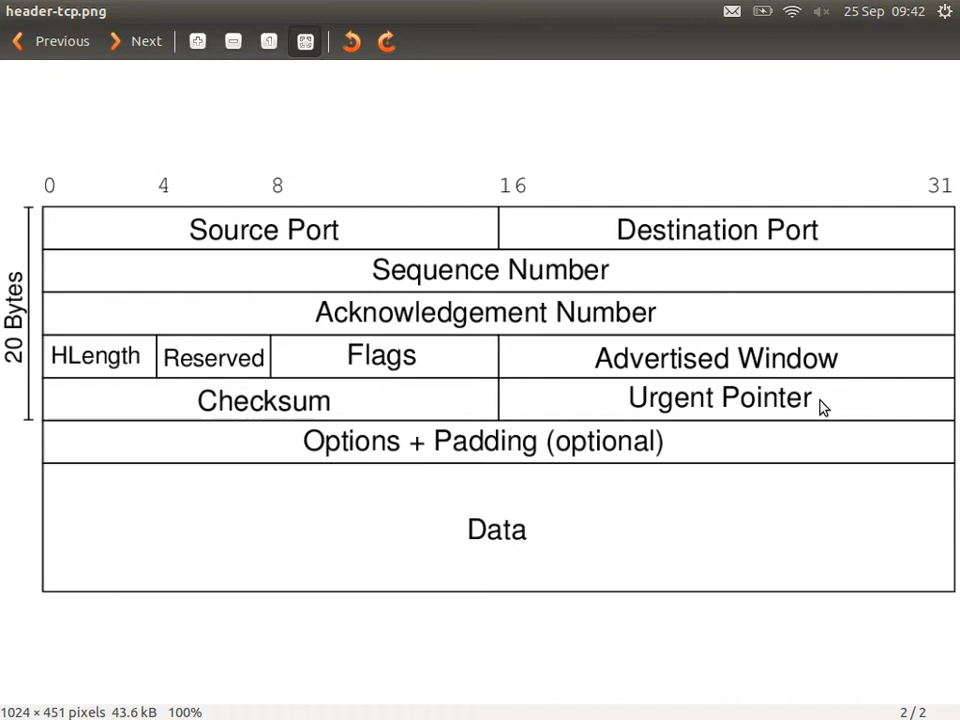 header-tcp.png 25 Sep 09:42
Previous Next
0 4 8 16 31
Source Port Destination Port
Sequence Number
Acknowledgement Number
20 Bytes
HLength Reserved Flags Advertised Window
Checksum Urgent Pointer
Options + Padding (optional)
Data
1024 × 451 pixels 43.6 kB 100% 2 / 2